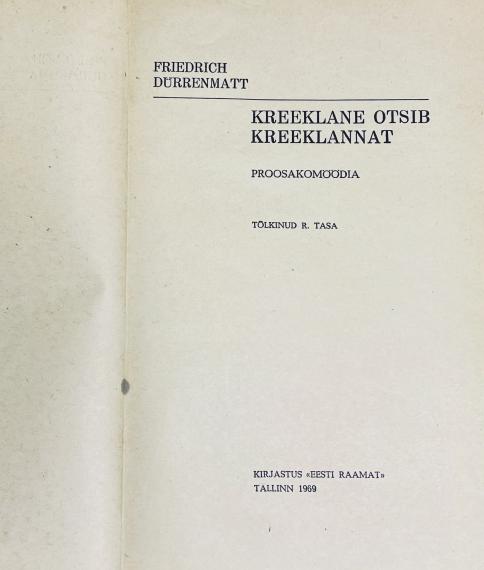 FRIEDRICH
DÜRRENMATT
KREEKLANE OTSIB
KREEKLANNAT
PROOSAKOMÖÖDIA
TÕLKINUD R. TASA
KIRJASTUS «EESTI RAAMAT»
TALLINN 1969